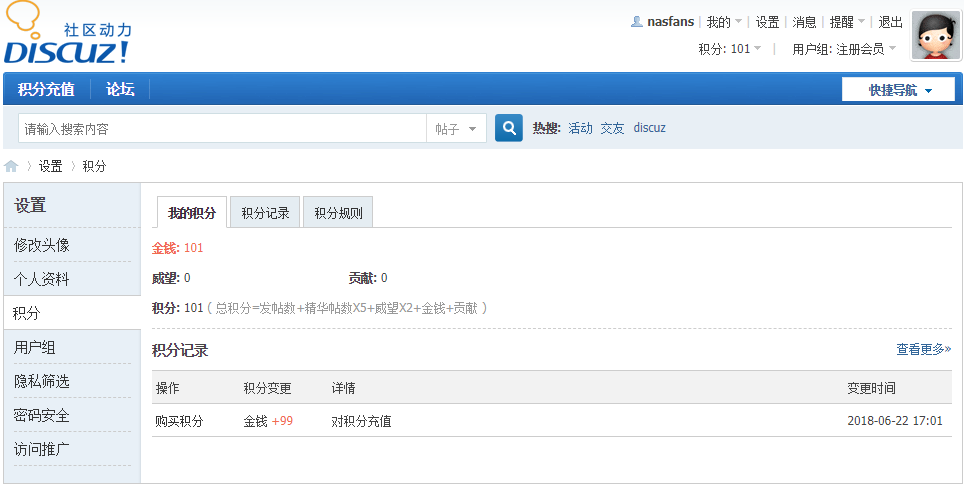 社区动力
DISCUZ!
nasfans | 我的 | 设置 | 消息 | 提醒 | 退出
积分: 101 | 用户组: 注册会员
积分充值 论坛 快捷导航
请输入搜索内容 帖子 热搜: 活动 交友 discuz
设置 积分
设置
修改头像
个人资料
积分
用户组
隐私筛选
密码安全
访问推广
我的积分 积分记录 积分规则
金钱: 101
威望: 0 贡献: 0
积分: 101 ( 总积分=发帖数+精华帖数X5+威望X2+金钱+贡献 )
积分记录 查看更多»
操作 积分变更 详情 变更时间
购买积分 金钱 +99 对积分充值 2018-06-22 17:01